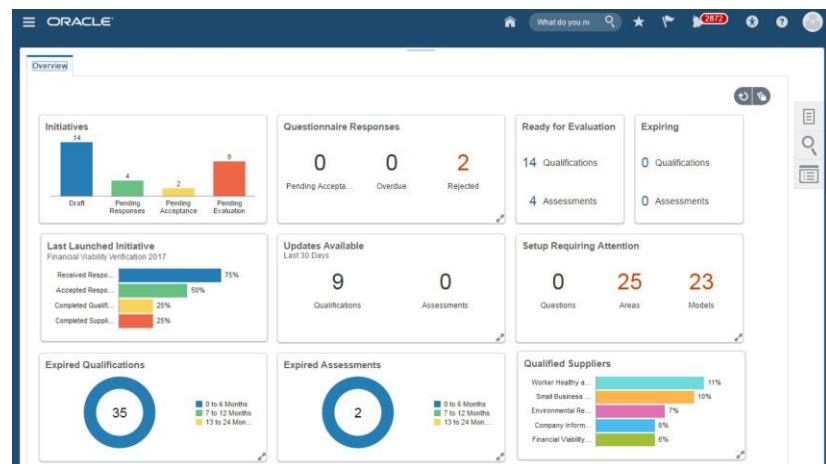 ORACLE
What do you n
2872
Overview
Initiatives
14
4
2
9
Draft
Pending Responses
Pending Acceptance
Pending Evaluation
Questionnaire Responses
0
0
2
Pending Accepta...
Overdue
Rejected
Ready for Evaluation
14 Qualifications
4 Assessments
Expiring
0 Qualifications
0 Assessments
Last Launched Initiative
Financial Viability Verification 2017
Received Respo... 75%
Accepted Respo... 50%
Completed Qualifi... 25%
Completed Suppli... 25%
Updates Available
Last 30 Days
9
0
Qualifications
Assessments
Setup Requiring Attention
0
25
23
Questions
Areas
Models
Expired Qualifications
35
0 to 6 Months
7 to 12 Months
13 to 24 Mon...
Expired Assessments
2
0 to 6 Months
7 to 12 Months
13 to 24 Mon...
Qualified Suppliers
Worker Healthy a... 11%
Small Business ... 10%
Environmental Re... 7%
Company Inform... 6%
Financial Viability... 6%